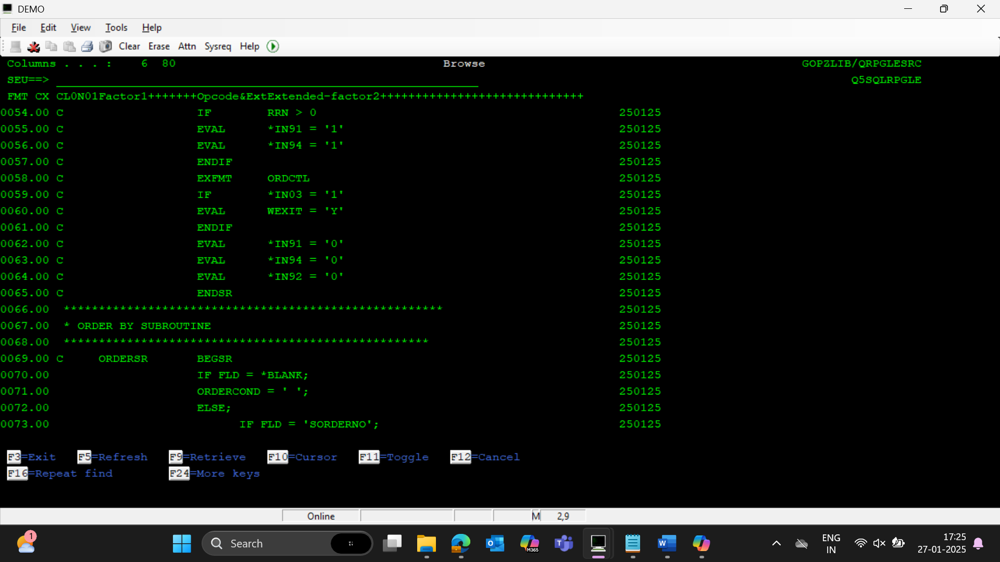 DEMO
File Edit View Tools Help
Clear Erase Attn Sysreq Help
Columns . . . : 6 80 Browse GOPZLIB/QRPGLESRC
SEU==> Q5SQLRPGLE
FMT CX CL0N01Factor1+++++++Opcode&ExtExtended-factor2+++++++++++++++++++++++++++++
0054.00 C IF RRN > 0 250125
0055.00 C EVAL *IN91 = '1' 250125
0056.00 C EVAL *IN94 = '1' 250125
0057.00 C ENDIF 250125
0058.00 C EXFMT ORDCTL 250125
0059.00 C IF *IN03 = '1' 250125
0060.00 C EVAL WEXIT = 'Y' 250125
0061.00 C ENDIF 250125
0062.00 C EVAL *IN91 = '0' 250125
0063.00 C EVAL *IN94 = '0' 250125
0064.00 C EVAL *IN92 = '0' 250125
0065.00 C ENDSR 250125
0066.00 ****************************************************** 250125
0067.00 * ORDER BY SUBROUTINE 250125
0068.00 **************************************************** 250125
0069.00 C ORDERSR BEGSR 250125
0070.00 IF FLD = *BLANK; 250125
0071.00 ORDERCOND = ' '; 250125
0072.00 ELSE; 250125
0073.00 IF FLD = 'SORDERNO'; 250125
F3=Exit F5=Refresh F9=Retrieve F10=Cursor F11=Toggle F12=Cancel
F16=Repeat find F24=More keys
Online M 2,9
1 Search M365 ENG 17:25
IN 27-01-2025